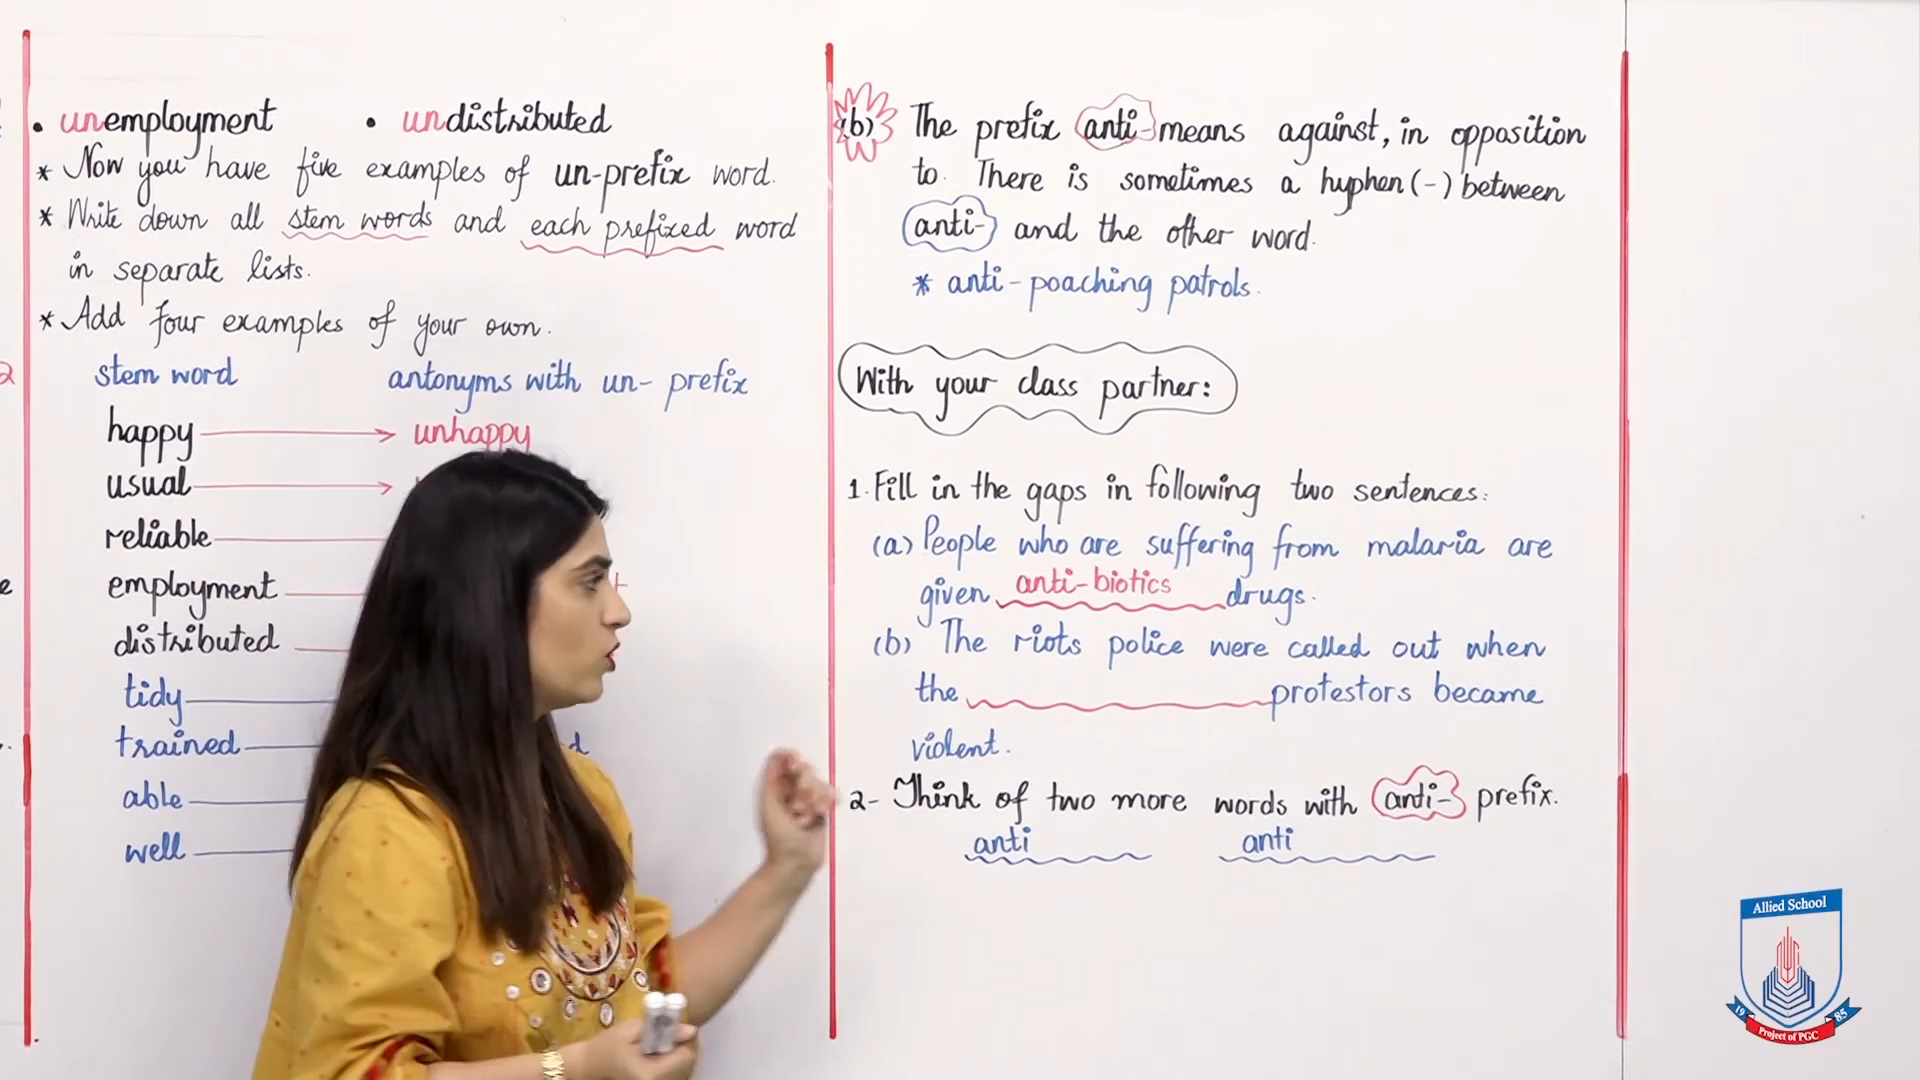 • unemployment • undistributed
* Now you have five examples of un-prefix word.
* Write down all stem words and each prefixed word
in separate lists.
* Add four examples of your own.
2
stem word antonyms with un- prefix
happy unhappy
usual
reliable
employment
distributed
tidy
trained
able
well
(b) The prefix anti- means against, in opposition
to. There is sometimes a hyphen (-) between
anti- and the other word.
* anti-poaching patrols.
With your class partner:
1. Fill in the gaps in following two sentences:
(a) People who are suffering from malaria are
given anti-biotics drugs.
(b) The riots police were called out when
the protestors became
violent.
2- Think of two more words with anti- prefix.
anti anti
Allied School
19 85
Project of PGC